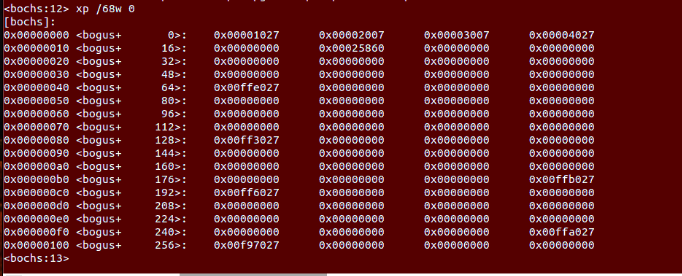 <bochs:12> xp /68w 0
[bochs]:
0x00000000 <bogus+ 0>: 0x00001027 0x00002007 0x00003007 0x00004027
0x00000010 <bogus+ 16>: 0x00000000 0x00025860 0x00000000 0x00000000
0x00000020 <bogus+ 32>: 0x00000000 0x00000000 0x00000000 0x00000000
0x00000030 <bogus+ 48>: 0x00000000 0x00000000 0x00000000 0x00000000
0x00000040 <bogus+ 64>: 0x00ffe027 0x00000000 0x00000000 0x00000000
0x00000050 <bogus+ 80>: 0x00000000 0x00000000 0x00000000 0x00000000
0x00000060 <bogus+ 96>: 0x00000000 0x00000000 0x00000000 0x00000000
0x00000070 <bogus+ 112>: 0x00000000 0x00000000 0x00000000 0x00000000
0x00000080 <bogus+ 128>: 0x00ff3027 0x00000000 0x00000000 0x00000000
0x00000090 <bogus+ 144>: 0x00000000 0x00000000 0x00000000 0x00000000
0x000000a0 <bogus+ 160>: 0x00000000 0x00000000 0x00000000 0x00000000
0x000000b0 <bogus+ 176>: 0x00000000 0x00000000 0x00000000 0x00ffb027
0x000000c0 <bogus+ 192>: 0x00ff6027 0x00000000 0x00000000 0x00000000
0x000000d0 <bogus+ 208>: 0x00000000 0x00000000 0x00000000 0x00000000
0x000000e0 <bogus+ 224>: 0x00000000 0x00000000 0x00000000 0x00000000
0x000000f0 <bogus+ 240>: 0x00000000 0x00000000 0x00000000 0x00ffa027
0x00000100 <bogus+ 256>: 0x00f97027 0x00000000 0x00000000 0x00000000
<bochs:13>